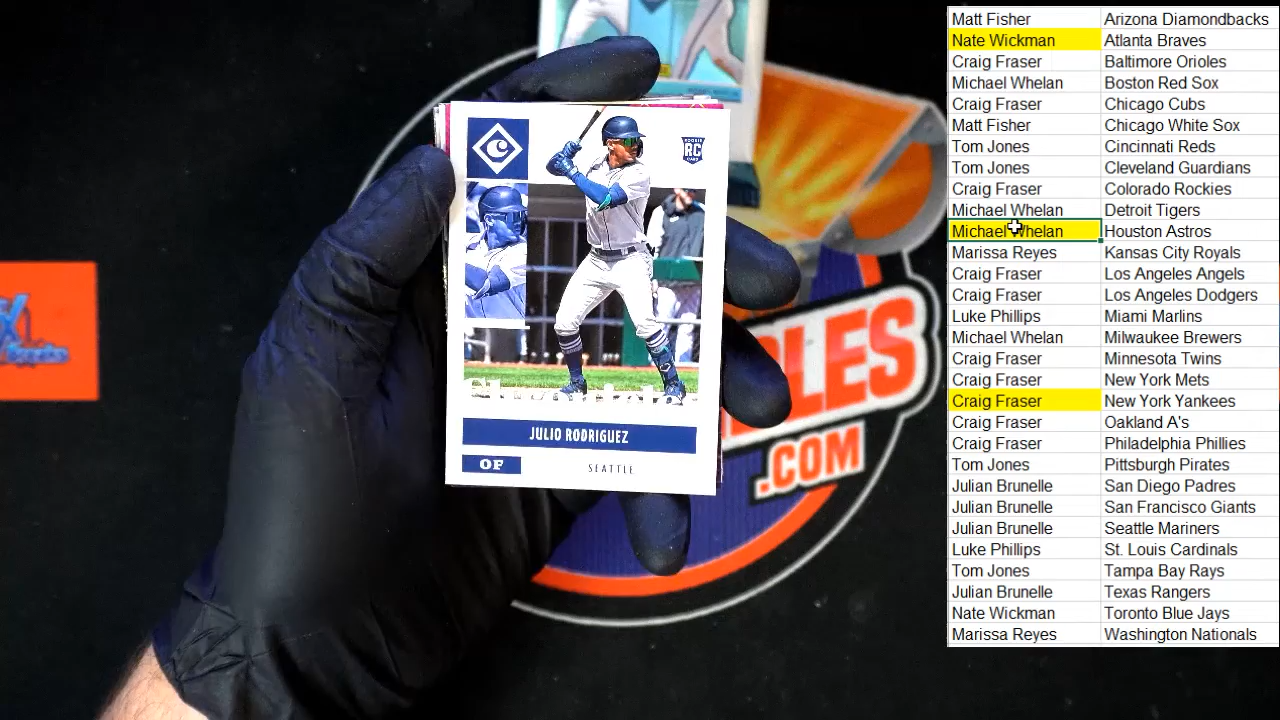 C
ROOKIE
RC
CARD
JULIO RODRIGUEZ
OF
SEATTLE
LES
.COM
Matt Fisher Arizona Diamondbacks
Nate Wickman Atlanta Braves
Craig Fraser Baltimore Orioles
Michael Whelan Boston Red Sox
Craig Fraser Chicago Cubs
Matt Fisher Chicago White Sox
Tom Jones Cincinnati Reds
Tom Jones Cleveland Guardians
Craig Fraser Colorado Rockies
Michael Whelan Detroit Tigers
Michael Whelan Houston Astros
Marissa Reyes Kansas City Royals
Craig Fraser Los Angeles Angels
Craig Fraser Los Angeles Dodgers
Luke Phillips Miami Marlins
Michael Whelan Milwaukee Brewers
Craig Fraser Minnesota Twins
Craig Fraser New York Mets
Craig Fraser New York Yankees
Craig Fraser Oakland A's
Craig Fraser Philadelphia Phillies
Tom Jones Pittsburgh Pirates
Julian Brunelle San Diego Padres
Julian Brunelle San Francisco Giants
Julian Brunelle Seattle Mariners
Luke Phillips St. Louis Cardinals
Tom Jones Tampa Bay Rays
Julian Brunelle Texas Rangers
Nate Wickman Toronto Blue Jays
Marissa Reyes Washington Nationals